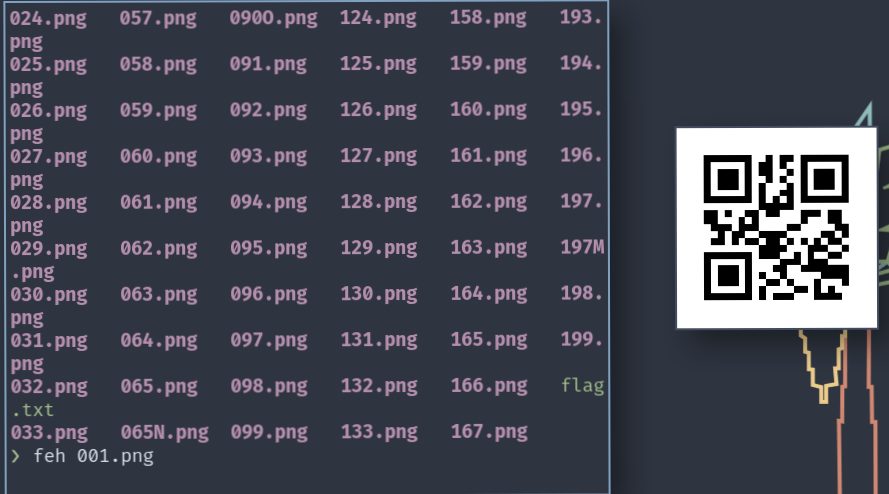 024.png 057.png 090O.png 124.png 158.png 193.
png
025.png 058.png 091.png 125.png 159.png 194.
png
026.png 059.png 092.png 126.png 160.png 195.
png
027.png 060.png 093.png 127.png 161.png 196.
png
028.png 061.png 094.png 128.png 162.png 197.
png
029.png 062.png 095.png 129.png 163.png 197M
.png
030.png 063.png 096.png 130.png 164.png 198.
png
031.png 064.png 097.png 131.png 165.png 199.
png
032.png 065.png 098.png 132.png 166.png flag
.txt
033.png 065N.png 099.png 133.png 167.png
❯ feh 001.png